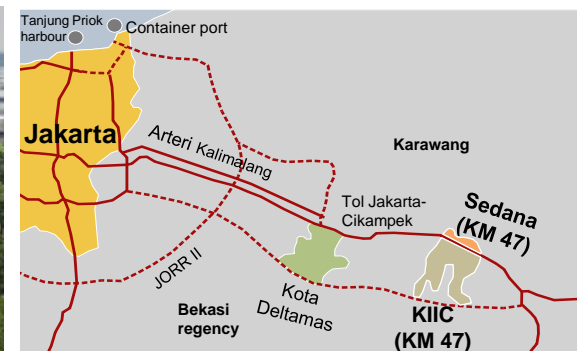 Tanjung Priok
harbour
Container port
Jakarta
Arteri Kalimalang
Karawang
Tol Jakarta-
Cikampek
Sedana
(KM 47)
JORR II
Kota
Deltamas
Bekasi
regency
KIIC
(KM 47)